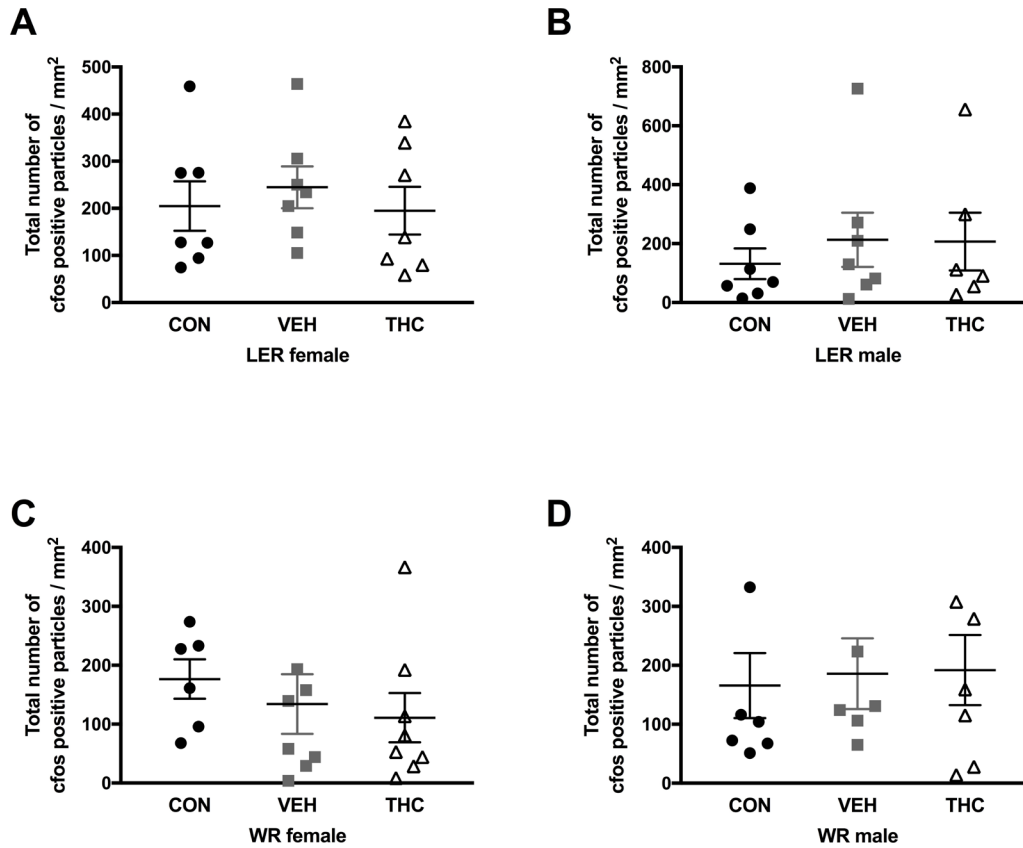 A
Total number of
cfos positive particles / mm²
500
400
300
200
100
0
CON VEH THC
LER female
B
Total number of
cfos positive particles / mm²
800
600
400
200
0
CON VEH THC
LER male
C
Total number of
cfos positive particles / mm²
400
300
200
100
0
CON VEH THC
WR female
D
Total number of
cfos positive particles / mm²
400
300
200
100
0
CON VEH THC
WR male